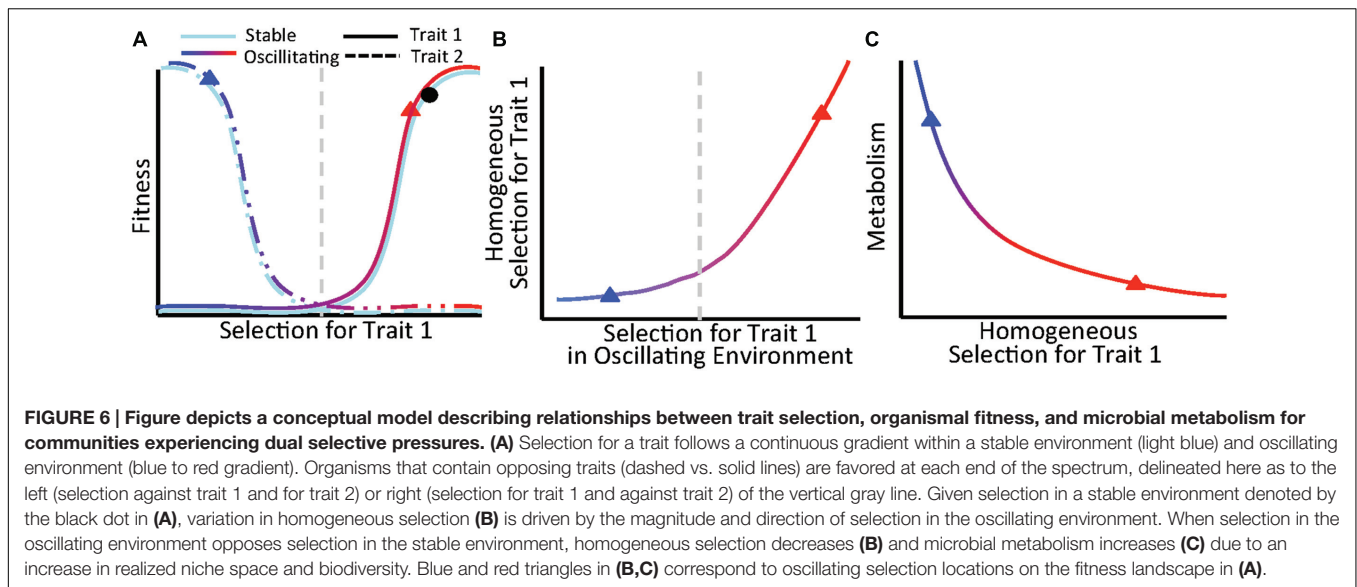 A
Stable
Oscillitating
Trait 1
Trait 2
Fitness
Selection for Trait 1
B
Homogeneous
Selection for Trait 1
Selection for Trait 1
in Oscillating Environment
C
Metabolism
Homogeneous
Selection for Trait 1
FIGURE 6 | Figure depicts a conceptual model describing relationships between trait selection, organismal fitness, and microbial metabolism for
communities experiencing dual selective pressures. (A) Selection for a trait follows a continuous gradient within a stable environment (light blue) and oscillating
environment (blue to red gradient). Organisms that contain opposing traits (dashed vs. solid lines) are favored at each end of the spectrum, delineated here as to the
left (selection against trait 1 and for trait 2) or right (selection for trait 1 and against trait 2) of the vertical gray line. Given selection in a stable environment denoted by
the black dot in (A), variation in homogeneous selection (B) is driven by the magnitude and direction of selection in the oscillating environment. When selection in the
oscillating environment opposes selection in the stable environment, homogeneous selection decreases (B) and microbial metabolism increases (C) due to an
increase in realized niche space and biodiversity. Blue and red triangles in (B,C) correspond to oscillating selection locations on the fitness landscape in (A).